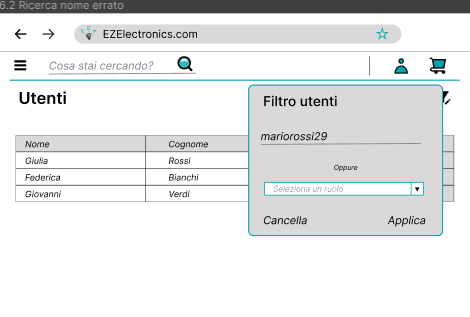 6.2 Ricerca nome errato
EZElectronics.com
Cosa stai cercando?
Utenti
Filtro utenti
mariorossi29
Oppure
Seleziona un ruolo
Cancella
Applica
Nome Cognome
Giulia Rossi
Federica Bianchi
Giovanni Verdi